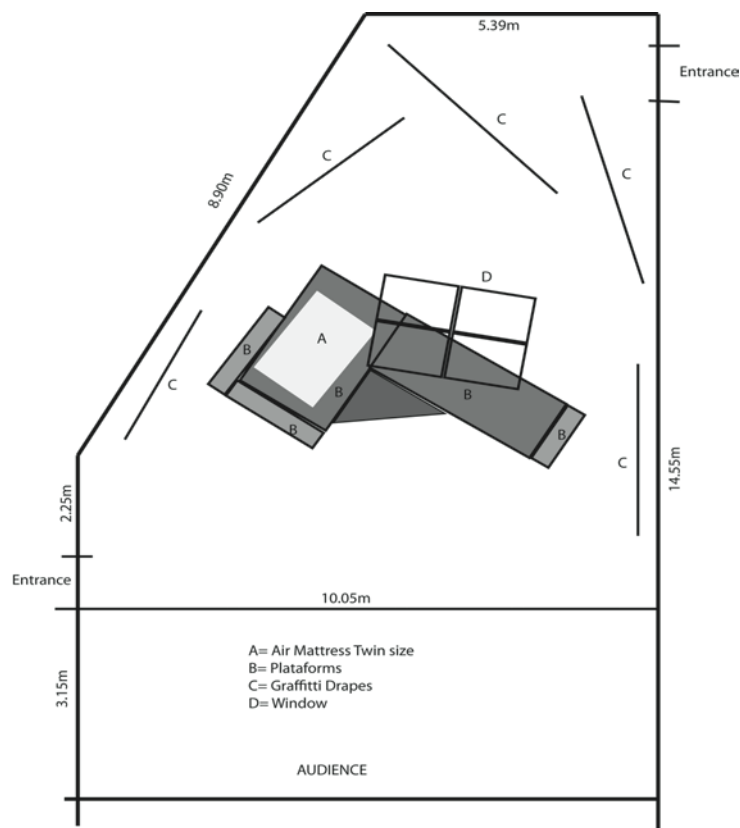 5.39m
Entrance
C
C
C
8.90m
D
A
B
B
B
B
B
C
C
14.55m
2.25m
Entrance
10.05m
A= Air Mattress Twin size
B= Plataforms
C= Graffitti Drapes
D= Window
3.15m
AUDIENCE